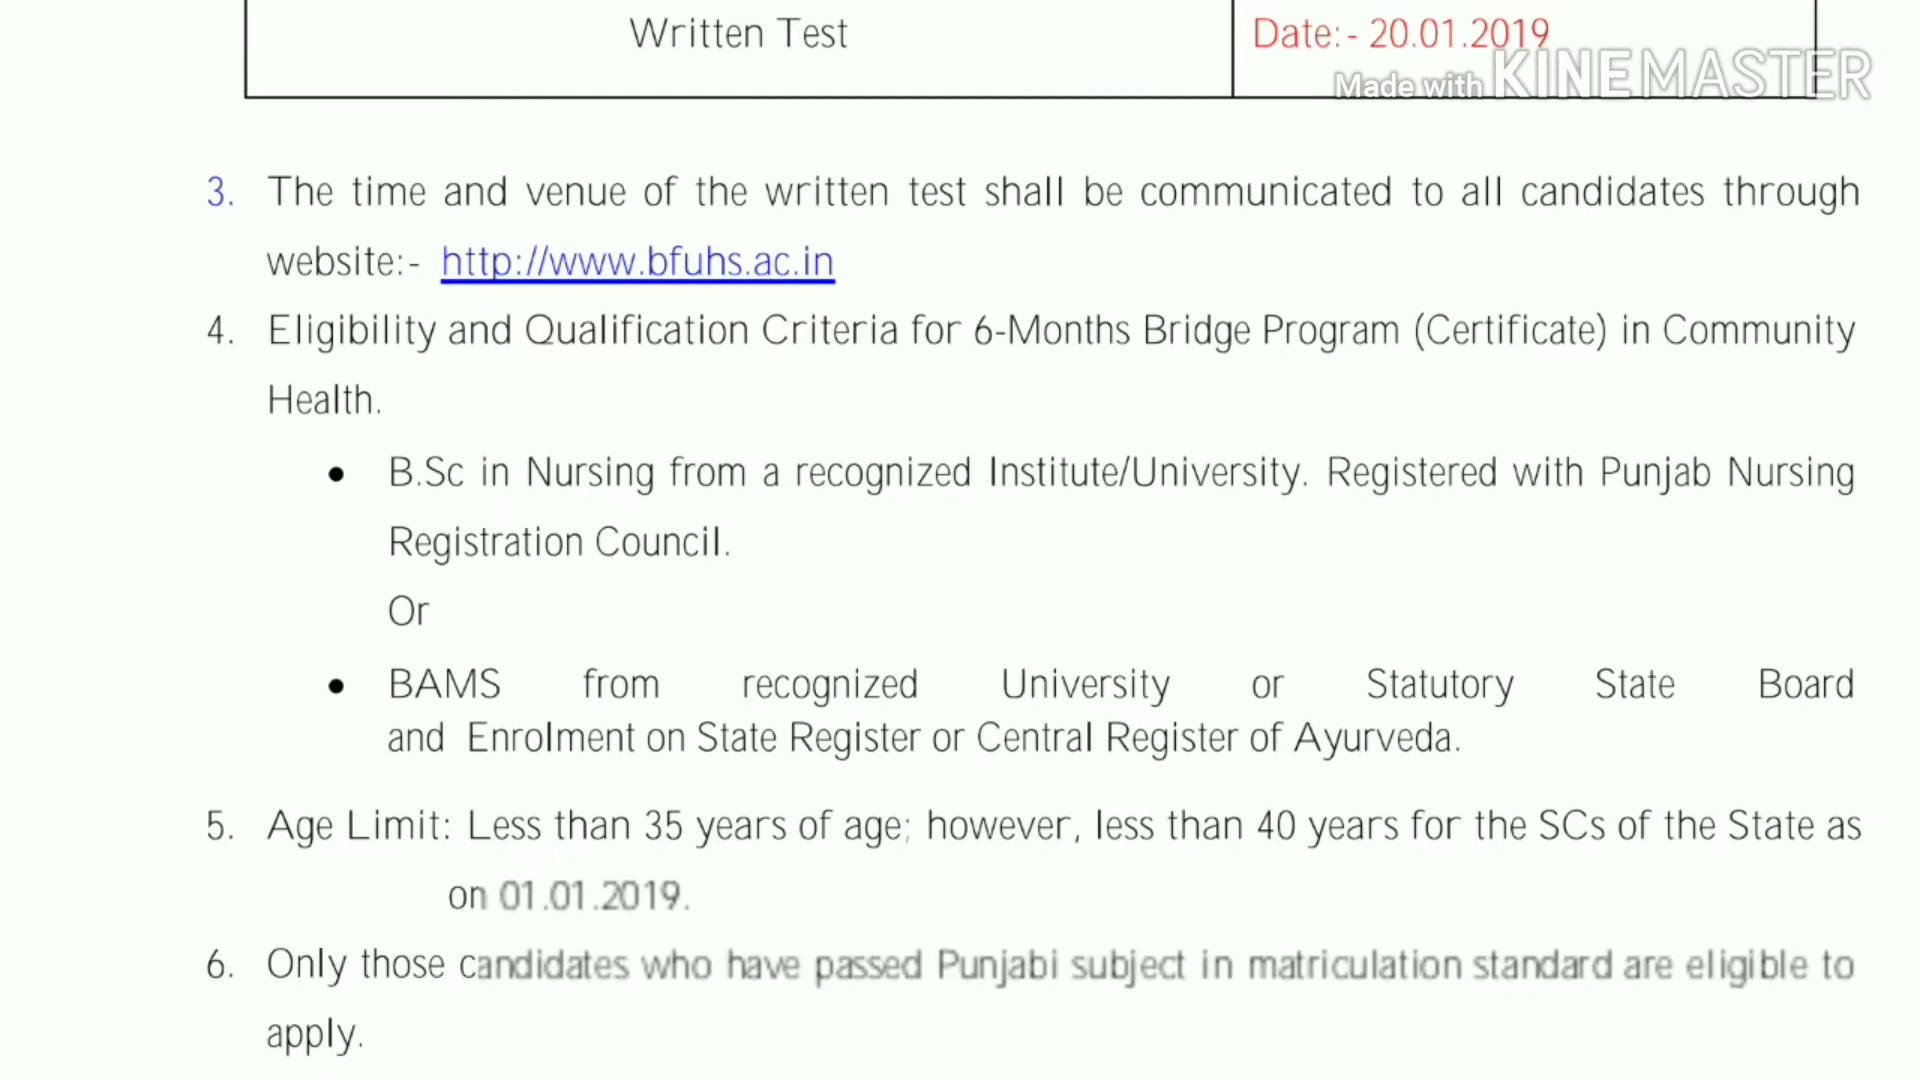 Written Test
Date:- 20.01.2019
Made with KINEMASTER
3. The time and venue of the written test shall be communicated to all candidates through
website:- http://www.bfuhs.ac.in
4. Eligibility and Qualification Criteria for 6-Months Bridge Program (Certificate) in Community
Health.
● B.Sc in Nursing from a recognized Institute/University. Registered with Punjab Nursing
Registration Council.
Or
● BAMS from recognized University or Statutory State Board
and Enrolment on State Register or Central Register of Ayurveda.
5. Age Limit: Less than 35 years of age; however, less than 40 years for the SCs of the State as
on 01.01.2019.
6. Only those candidates who have passed Punjabi subject in matriculation standard are eligible to
apply.